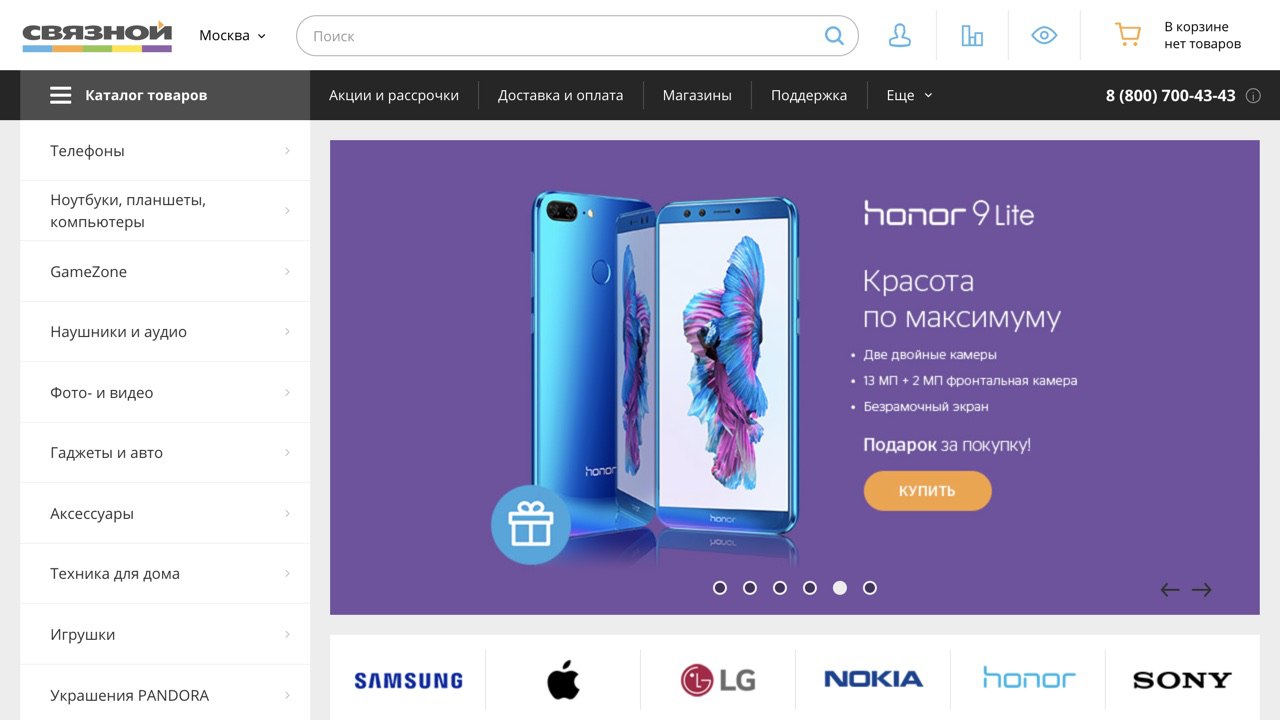 СВЯЗНОЙ
Москва
Поиск
В корзине
нет товаров
Каталог товаров
Акции и рассрочки
Доставка и оплата
Магазины
Поддержка
Еще
8 (800) 700-43-43
Телефоны
Ноутбуки, планшеты,
компьютеры
GameZone
Наушники и аудио
Фото- и видео
Гаджеты и авто
Аксессуары
Техника для дома
Игрушки
Украшения PANDORA
honor 9 Lite
Красота
по максимуму
• Две двойные камеры
• 13 МП + 2 МП фронтальная камера
• Безрамочный экран
Подарок за покупку!
КУПИТЬ
honor
honor
SAMSUNG
LG
NOKIA
honor
SONY